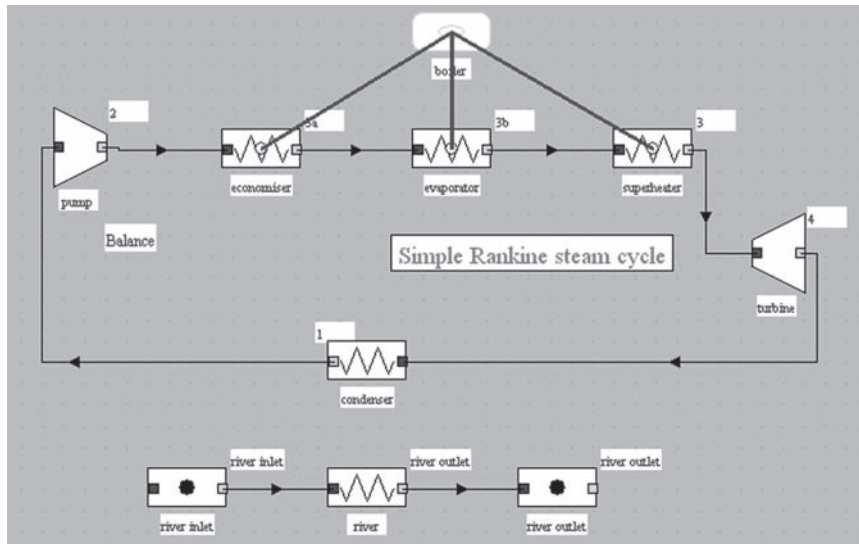 boiler
2
3a
3b
3
pump
economiser
evaporator
superheater
Balance
Simple Rankine steam cycle
4
turbine
1
condenser
river inlet
river outlet
river outlet
river inlet
river
river outlet